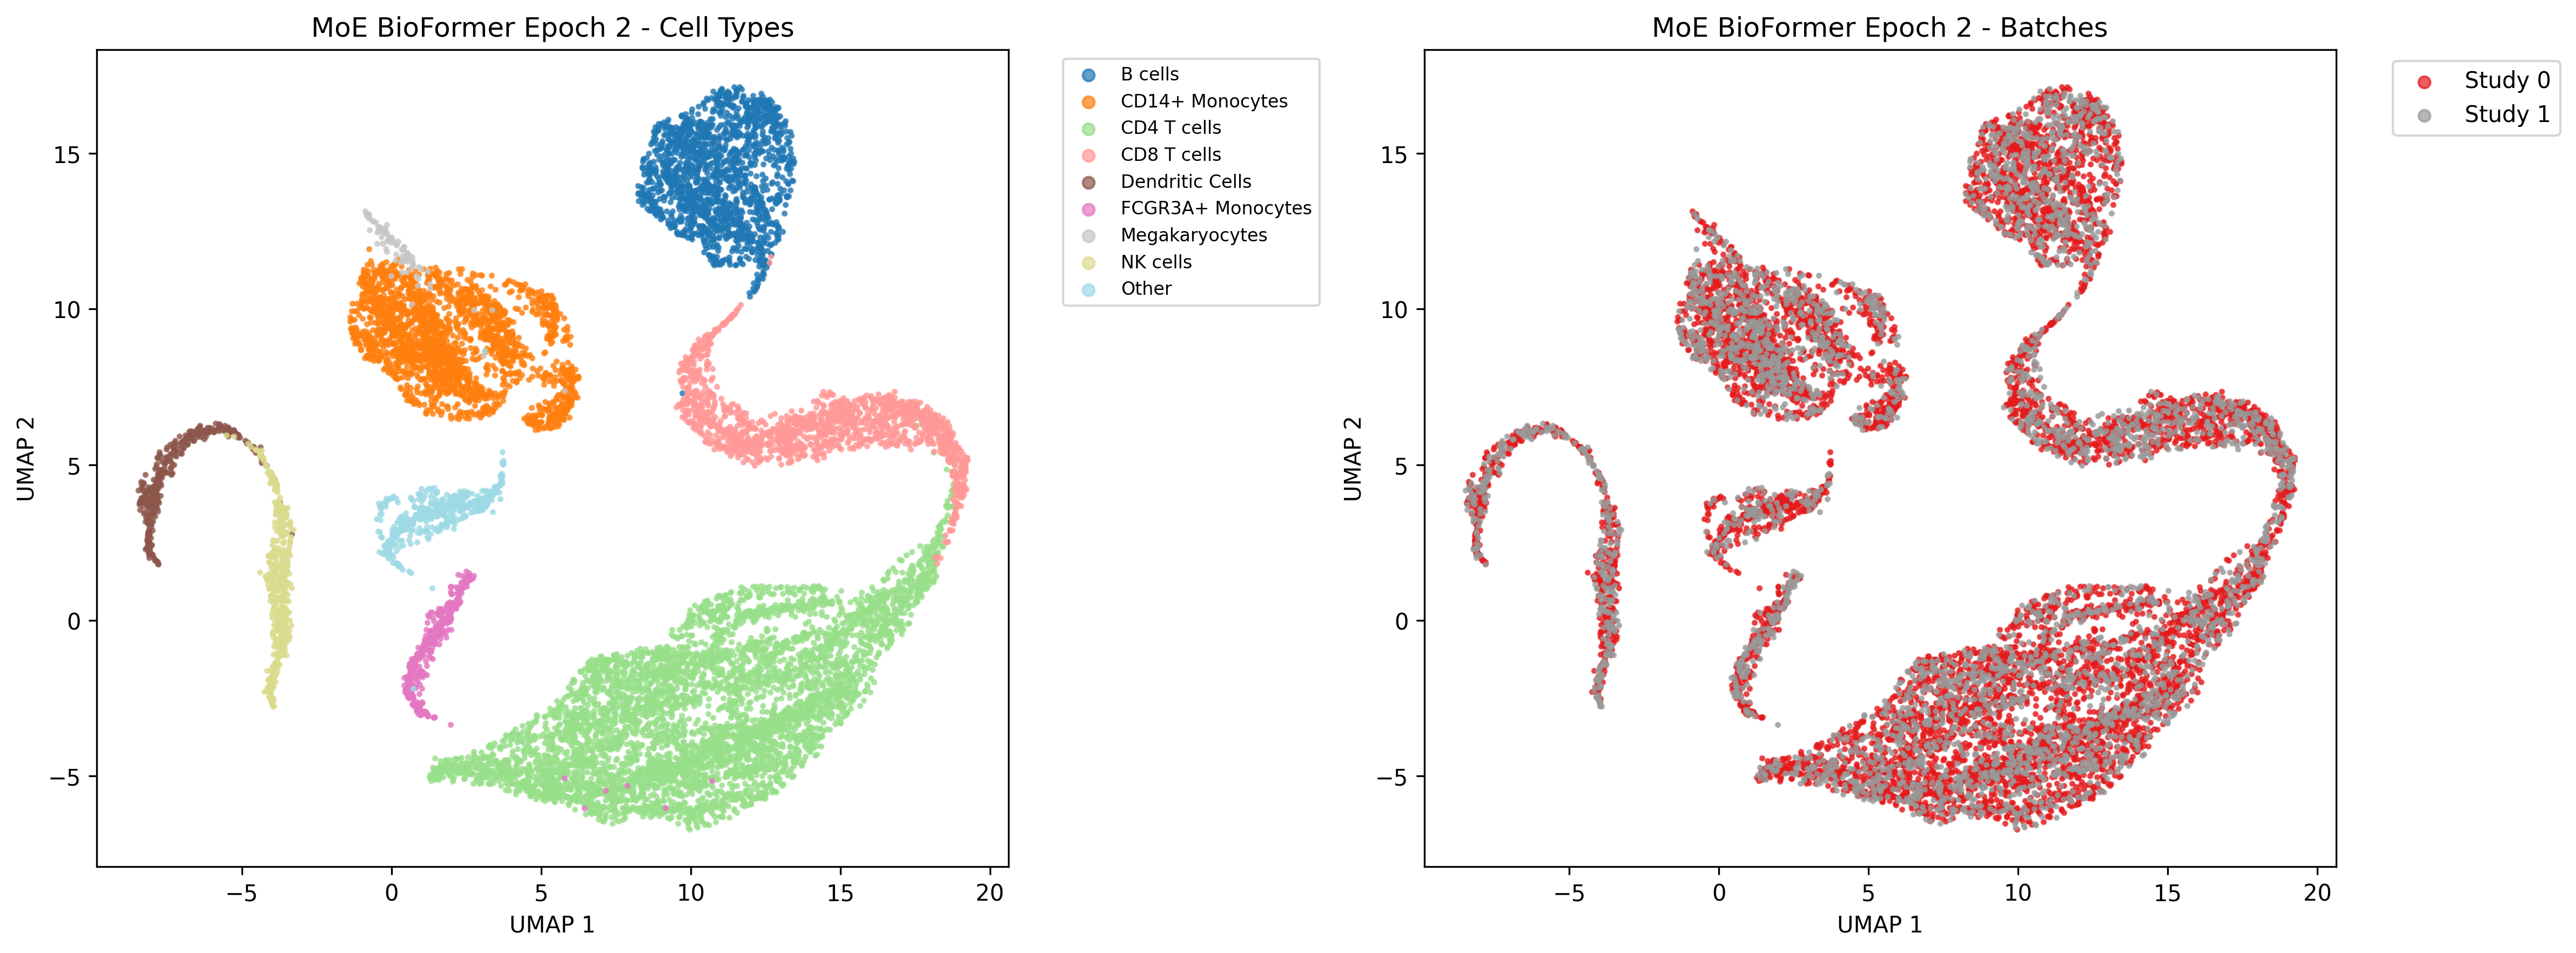 MoE BioFormer Epoch 2 - Cell Types
UMAP 2
15
10
5
0
−5
−5
0
5
10
15
20
UMAP 1
B cells
CD14+ Monocytes
CD4 T cells
CD8 T cells
Dendritic Cells
FCGR3A+ Monocytes
Megakaryocytes
NK cells
Other
MoE BioFormer Epoch 2 - Batches
UMAP 2
15
10
5
0
−5
−5
0
5
10
15
20
UMAP 1
Study 0
Study 1